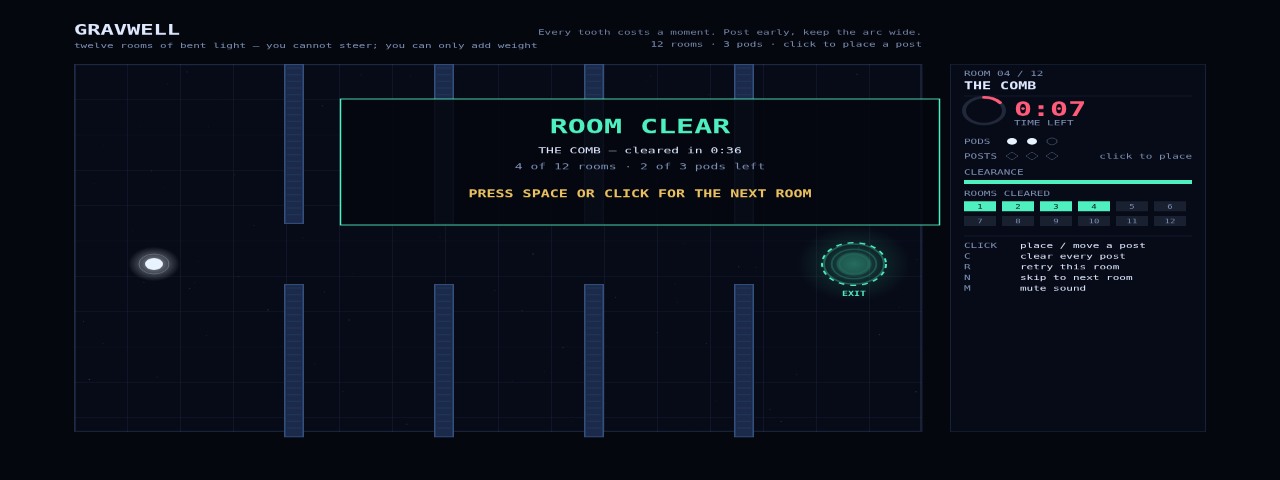 GRAVWELL
twelve rooms of bent light — you cannot steer; you can only add weight
Every tooth costs a moment. Post early, keep the arc wide.
12 rooms · 3 pods · click to place a post
ROOM CLEAR
THE COMB — cleared in 0:36
4 of 12 rooms · 2 of 3 pods left
PRESS SPACE OR CLICK FOR THE NEXT ROOM
EXIT
ROOM 04 / 12
THE COMB
0:07
TIME LEFT
PODS
POSTS click to place
CLEARANCE
ROOMS CLEARED
1 2 3 4 5 6
7 8 9 10 11 12
CLICK place / move a post
C clear every post
R retry this room
N skip to next room
M mute sound